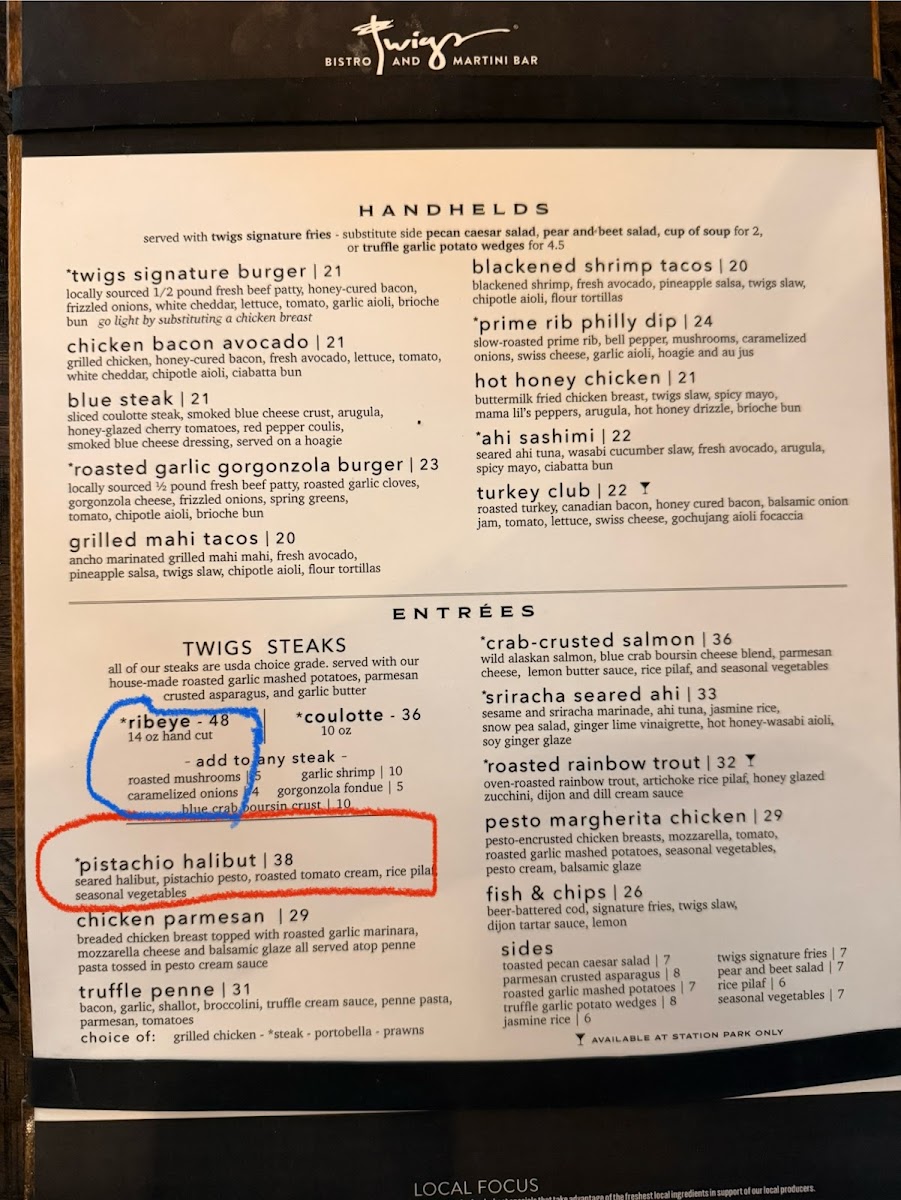 twigs
BISTRO AND MARTINI BAR
HANDHELDS
served with twigs signature fries - substitute side pecan caesar salad, pear and beet salad, cup of soup for 2,
or truffle garlic potato wedges for 4.5
*twigs signature burger | 21
locally sourced 1/2 pound fresh beef patty, honey-cured bacon,
frizzled onions, white cheddar, lettuce, tomato, garlic aioli, brioche
bun go light by substituting a chicken breast
chicken bacon avocado | 21
grilled chicken, honey-cured bacon, fresh avocado, lettuce, tomato,
white cheddar, chipotle aioli, ciabatta bun
blue steak | 21
sliced coulotte steak, smoked blue cheese crust, arugula,
honey-glazed cherry tomatoes, red pepper coulis,
smoked blue cheese dressing, served on a hoagie
*roasted garlic gorgonzola burger | 23
locally sourced ½ pound fresh beef patty, roasted garlic cloves,
gorgonzola cheese, frizzled onions, spring greens,
tomato, chipotle aioli, brioche bun
grilled mahi tacos | 20
ancho marinated grilled mahi mahi, fresh avocado,
pineapple salsa, twigs slaw, chipotle aioli, flour tortillas
blackened shrimp tacos | 20
blackened shrimp, fresh avocado, pineapple salsa, twigs slaw,
chipotle aioli, flour tortillas
*prime rib philly dip | 24
slow-roasted prime rib, bell pepper, mushrooms, caramelized
onions, swiss cheese, garlic aioli, hoagie and au jus
hot honey chicken | 21
buttermilk fried chicken breast, twigs slaw, spicy mayo,
mama lil's peppers, arugula, hot honey drizzle, brioche bun
*ahi sashimi | 22
seared ahi tuna, wasabi cucumber slaw, fresh avocado, arugula,
spicy mayo, ciabatta bun
turkey club | 22
roasted turkey, canadian bacon, honey cured bacon, balsamic onion
jam, tomato, lettuce, swiss cheese, gochujang aioli focaccia
ENTRÉES
TWIGS STEAKS
all of our steaks are usda choice grade. served with our
house-made roasted garlic mashed potatoes, parmesan
crusted asparagus, and garlic butter
*ribeye - 48 | *coulotte - 36
14 oz hand cut 10 oz
- add to any steak -
roasted mushrooms | 5 garlic shrimp | 10
caramelized onions | 4 gorgonzola fondue | 5
blue crab boursin crust | 10
*pistachio halibut | 38
seared halibut, pistachio pesto, roasted tomato cream, rice pilaf
seasonal vegetables
chicken parmesan | 29
breaded chicken breast topped with roasted garlic marinara,
mozzarella cheese and balsamic glaze all served atop penne
pasta tossed in pesto cream sauce
truffle penne | 31
bacon, garlic, shallot, broccolini, truffle cream sauce, penne pasta,
parmesan, tomatoes
choice of: grilled chicken - *steak - portobella - prawns
*crab-crusted salmon | 36
wild alaskan salmon, blue crab boursin cheese blend, parmesan
cheese, lemon butter sauce, rice pilaf, and seasonal vegetables
*sriracha seared ahi | 33
sesame and sriracha marinade, ahi tuna, jasmine rice,
snow pea salad, ginger lime vinaigrette, hot honey-wasabi aioli,
soy ginger glaze
*roasted rainbow trout | 32
oven-roasted rainbow trout, artichoke rice pilaf, honey glazed
zucchini, dijon and dill cream sauce
pesto margherita chicken | 29
pesto-encrusted chicken breasts, mozzarella, tomato,
roasted garlic mashed potatoes, seasonal vegetables,
pesto cream, balsamic glaze
fish & chips | 26
beer-battered cod, signature fries, twigs slaw,
dijon tartar sauce, lemon
sides
toasted pecan caesar salad | 7
parmesan crusted asparagus | 8
roasted garlic mashed potatoes | 7
truffle garlic potato wedges | 8
jasmine rice | 6
twigs signature fries | 7
pear and beet salad | 7
rice pilaf | 6
seasonal vegetables | 7
AVAILABLE AT STATION PARK ONLY
LOCAL FOCUS
that take advantage of the freshest local ingredients in support of our local producers.